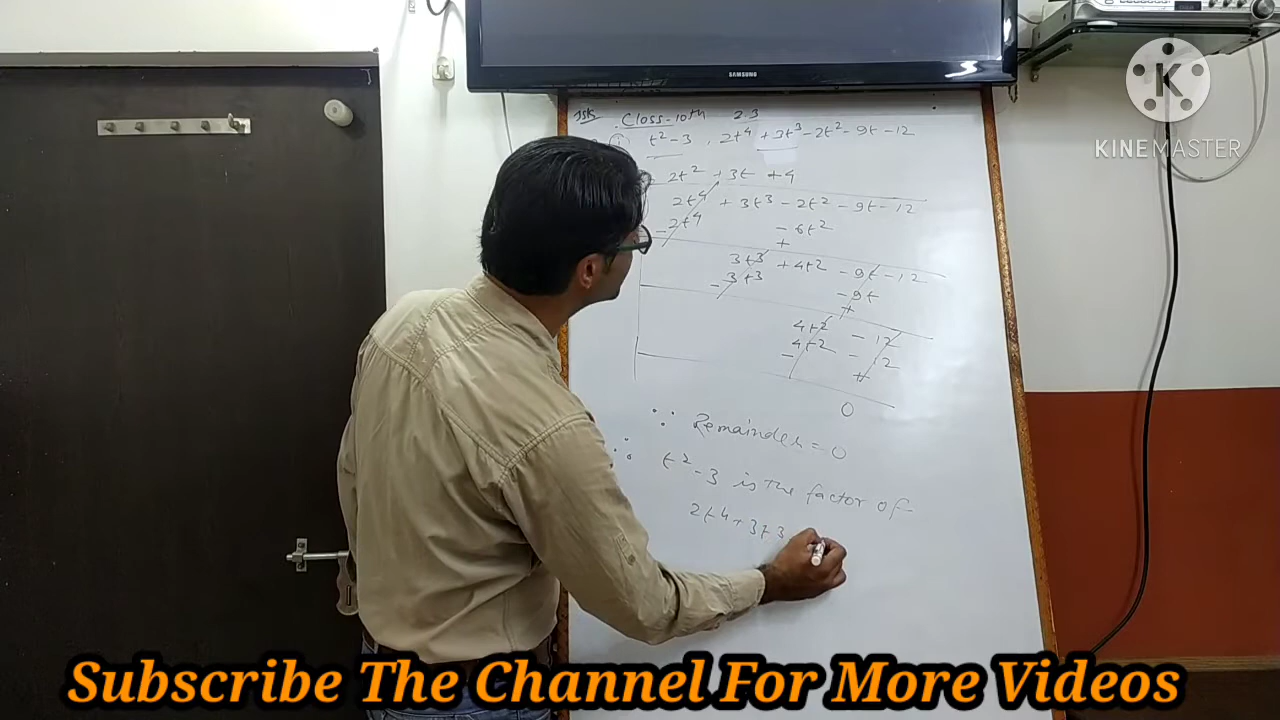 SAMSUNG
KINEMASTER
Class-10th 2.3
(i) t² - 3 , 2t⁴ + 3t³ - 2t² - 9t - 12
2t² + 3t + 4
2t⁴ + 3t³ - 2t² - 9t - 12
- 2t⁴ - 6t²
+
3t³ + 4t² - 9t - 12
- 3t³ - 9t
+
4t² - 12
- 4t² - 12
+
0
∵ Remainder = 0
∴ t² - 3 is the factor of
2t⁴ + 3t³
Subscribe The Channel For More Videos